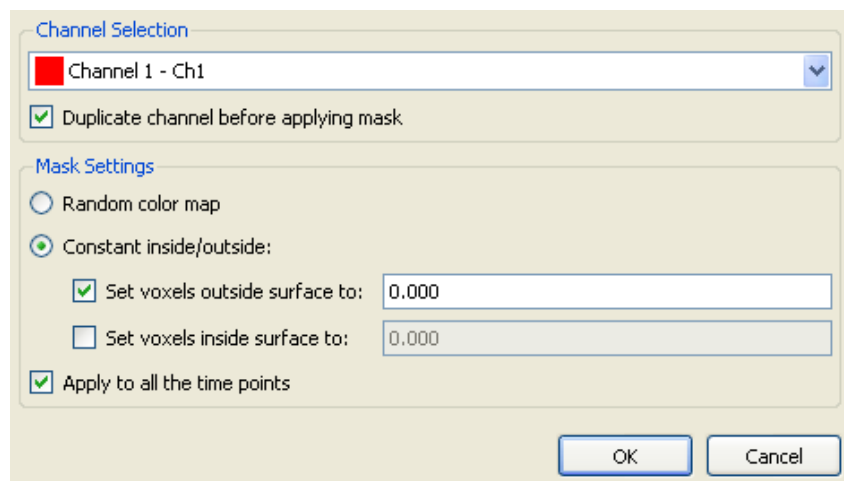 Channel Selection
Channel 1 - Ch1
Duplicate channel before applying mask
Mask Settings
Random color map
Constant inside/outside:
Set voxels outside surface to: 0.000
Set voxels inside surface to: 0.000
Apply to all the time points
OK Cancel